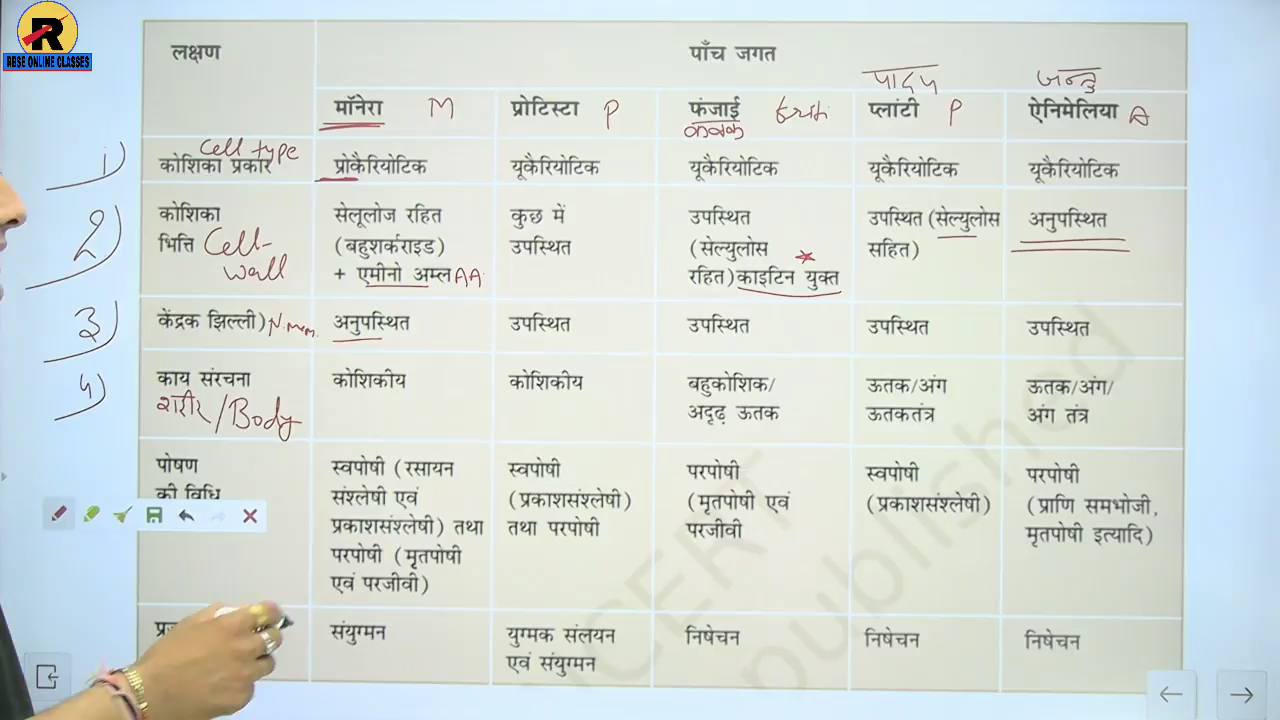 R
RBSE ONLINE CLASSES
लक्षण
पाँच जगत
पादप
जन्तु
मॉनेरा M
प्रोटिस्टा P
फंजाई
कवक
प्लांटी P
ऐनिमेलिया A
1)
Cell type
कोशिका प्रकार
प्रोकैरियोटिक
यूकैरियोटिक
यूकैरियोटिक
यूकैरियोटिक
यूकैरियोटिक
2)
कोशिका
भित्ति Cell-
wall
सेलूलोज रहित
(बहुशर्कराइड)
+ एमीनो अम्ल AA
कुछ में
उपस्थित
उपस्थित
(सेल्युलोस
रहित) काइटिन युक्त
उपस्थित (सेल्युलोस
सहित)
अनुपस्थित
3)
केंद्रक झिल्ली) N.mem.
अनुपस्थित
उपस्थित
उपस्थित
उपस्थित
उपस्थित
4)
काय संरचना
शरीर/Body
कोशिकीय
कोशिकीय
बहुकोशिक/
अदृढ़ ऊतक
ऊतक/अंग
ऊतकतंत्र
ऊतक/अंग/
अंग तंत्र
पोषण
की विधि
स्वपोषी (रसायन
संश्लेषी एवं
प्रकाशसंश्लेषी) तथा
परपोषी (मृतपोषी
एवं परजीवी)
स्वपोषी
(प्रकाशसंश्लेषी)
तथा परपोषी
परपोषी
(मृतपोषी एवं
परजीवी
स्वपोषी
(प्रकाशसंश्लेषी)
परपोषी
(प्राणि समभोजी,
मृतपोषी इत्यादि)
संयुग्मन
युग्मक संलयन
एवं संयुग्मन
निषेचन
निषेचन
निषेचन
published